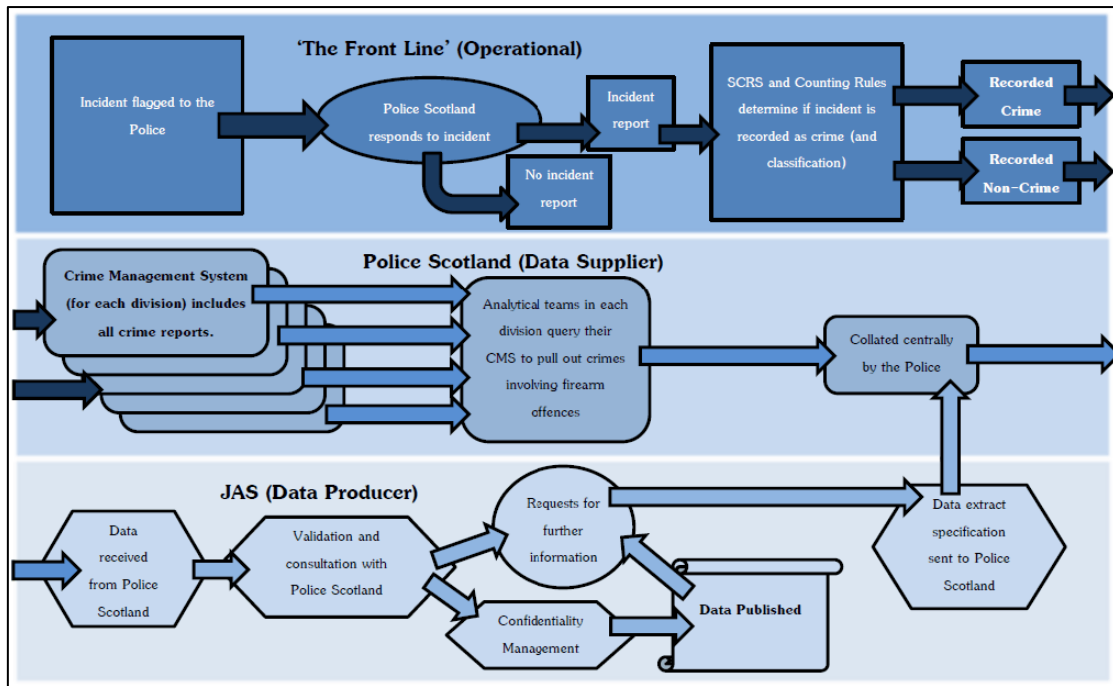 ‘The Front Line’ (Operational)
Incident flagged to the
Police
Police Scotland
responds to incident
Incident
report
No incident
report
SCRS and Counting Rules
determine if incident is
recorded as crime (and
classification)
Recorded
Crime
Recorded
Non-Crime
Police Scotland (Data Supplier)
Crime Management System
(for each division) includes
all crime reports.
Analytical teams in each
division query their
CMS to pull out crimes
involving firearm
offences
Collated centrally
by the Police
JAS (Data Producer)
Data
received
from Police
Scotland
Validation and
consultation with
Police Scotland
Requests for
further
information
Confidentiality
Management
Data Published
Data extract
specification
sent to Police
Scotland